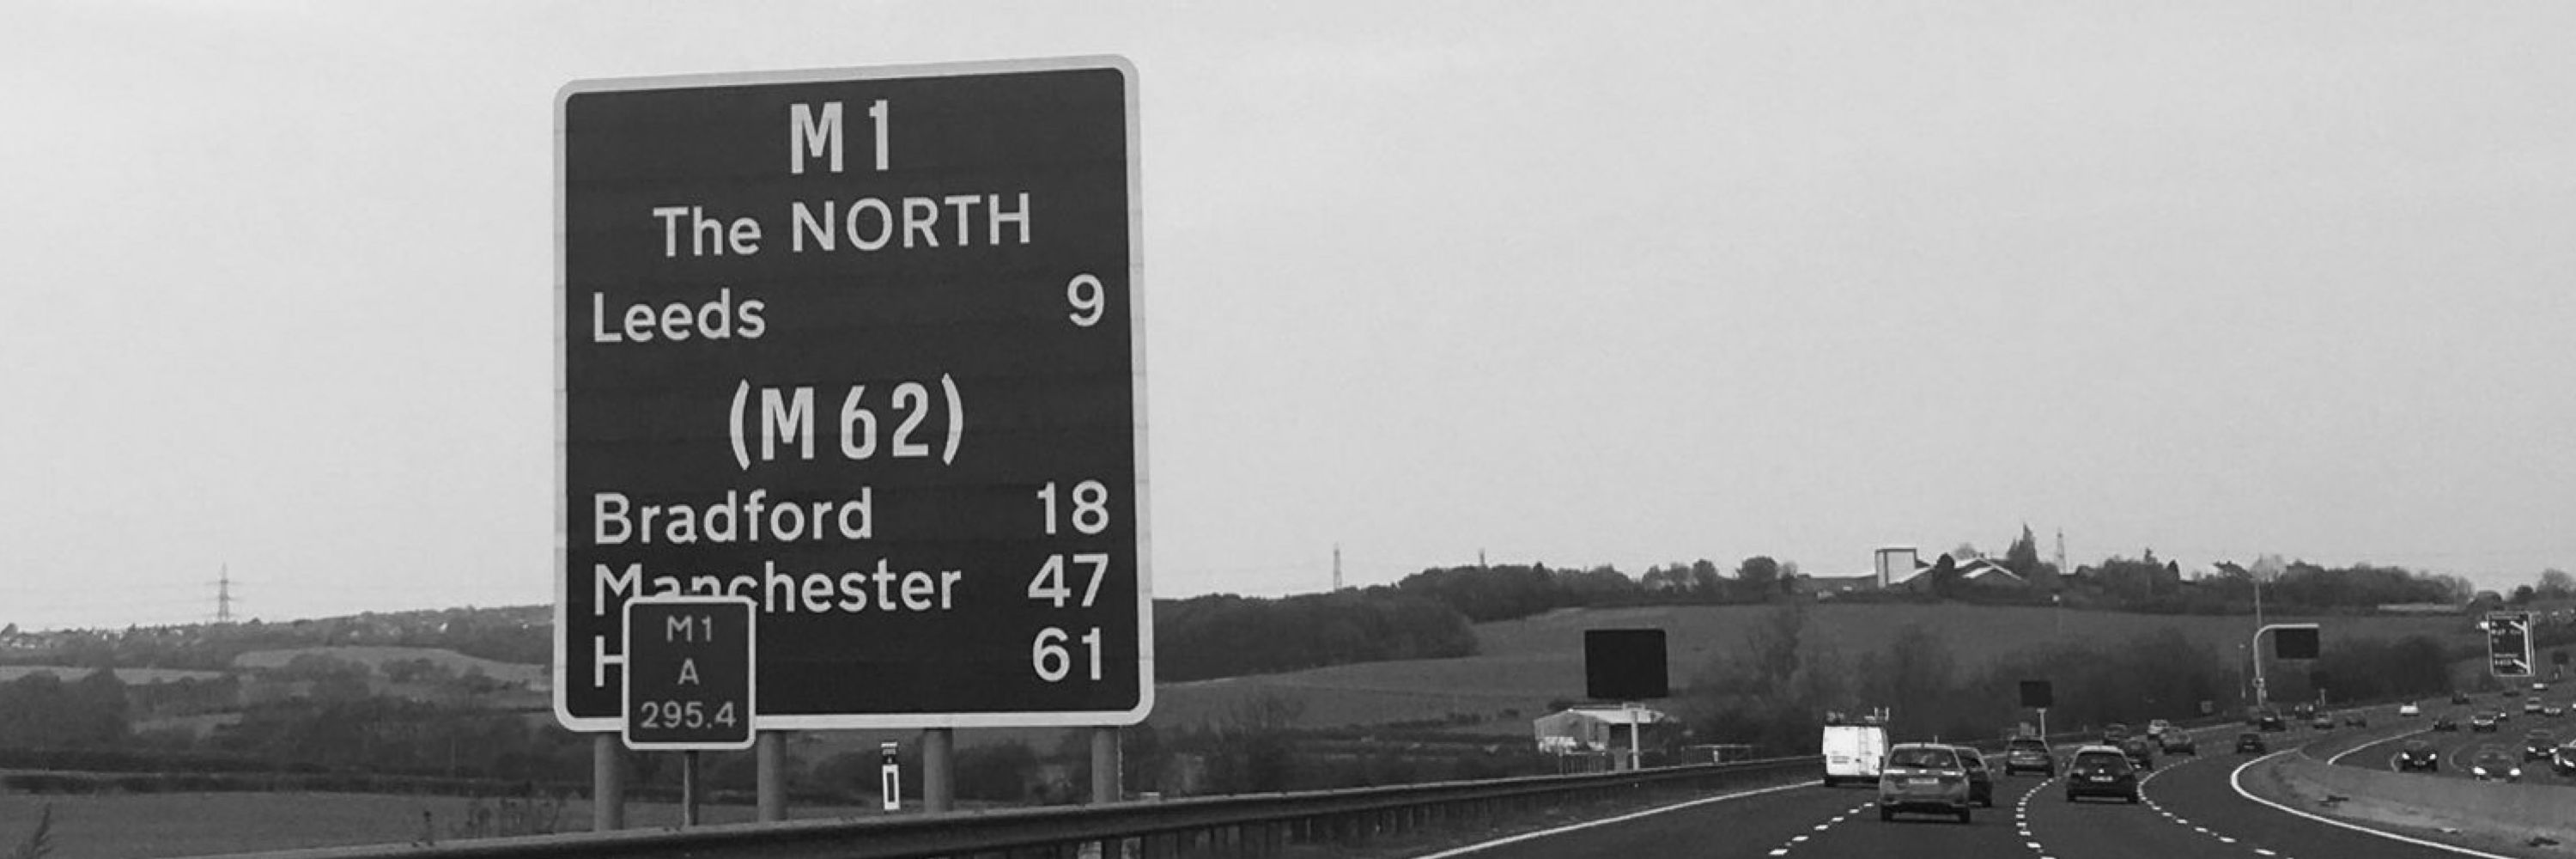 M1
The NORTH
Leeds 9
(M62)
Bradford 18
Manchester 47
H 61
M1
A
295.4